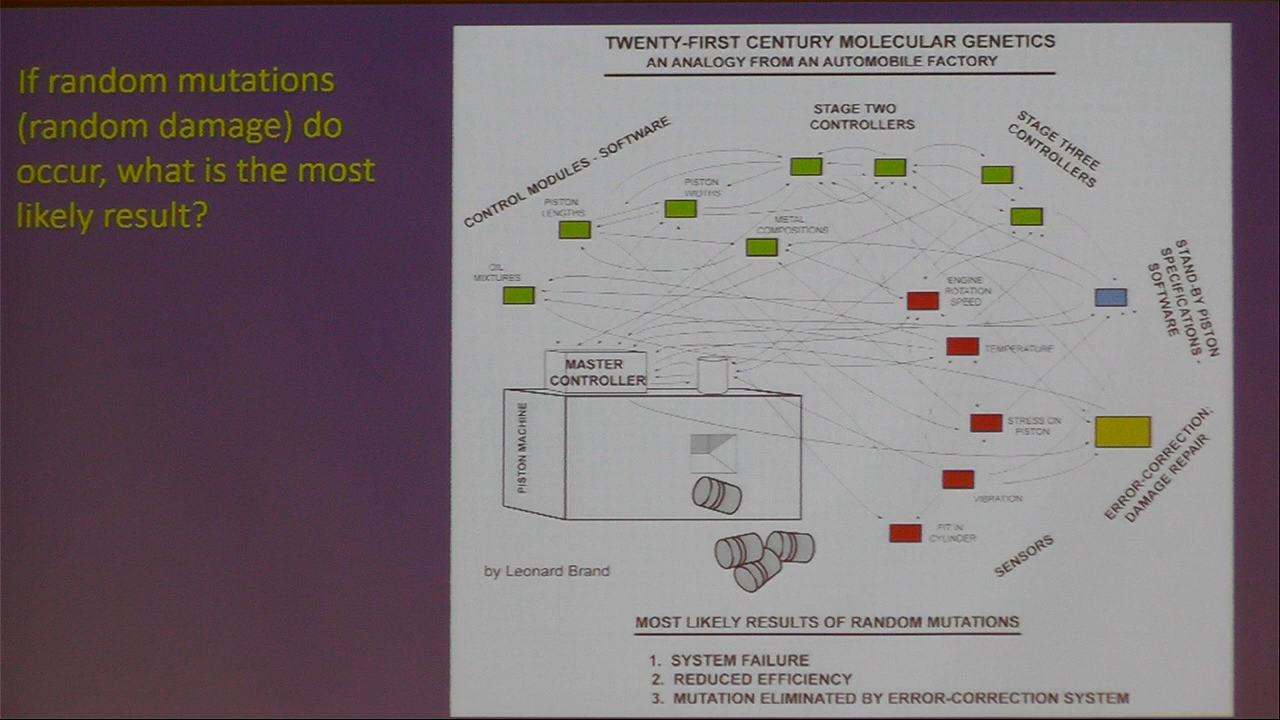 If random mutations
(random damage) do
occur, what is the most
likely result?
TWENTY-FIRST CENTURY MOLECULAR GENETICS
AN ANALOGY FROM AN AUTOMOBILE FACTORY
STAGE TWO
CONTROLLERS
STAGE THREE
CONTROLLERS
CONTROL MODULES - SOFTWARE
PISTON
WIDTHS
PISTON
LENGTHS
METAL
COMPOSITIONS
OIL
MIXTURES
ENGINE
ROTATION
SPEED
STAND-BY PISTON
SPECIFICATIONS -
SOFTWARE
TEMPERATURE
MASTER
CONTROLLER
PISTON MACHINE
STRESS ON
PISTON
ERROR-CORRECTION;
DAMAGE REPAIR
VIBRATION
FIT IN
CYLINDER
SENSORS
by Leonard Brand
MOST LIKELY RESULTS OF RANDOM MUTATIONS
1. SYSTEM FAILURE
2. REDUCED EFFICIENCY
3. MUTATION ELIMINATED BY ERROR-CORRECTION SYSTEM